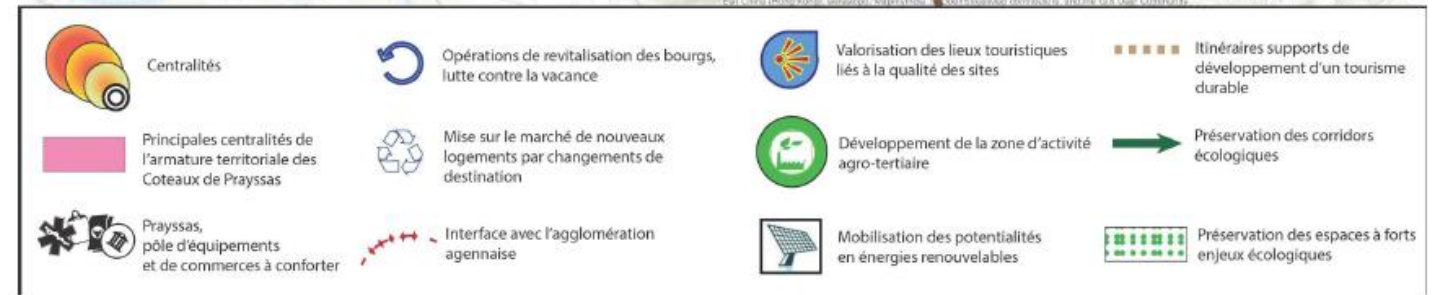 Centralités
Opérations de revitalisation des bourgs,
lutte contre la vacance
Valorisation des lieux touristiques
liés à la qualité des sites
Itinéraires supports de
développement d'un tourisme
durable
Principales centralités de
l'armature territoriale des
Coteaux de Prayssas
Mise sur le marché de nouveaux
logements par changements de
destination
Développement de la zone d'activité
agro-tertiaire
Préservation des corridors
écologiques
Prayssas,
pôle d'équipements
et de commerces à conforter
Interface avec l'agglomération
agennaise
Mobilisation des potentialités
en énergies renouvelables
Préservation des espaces à forts
enjeux écologiques